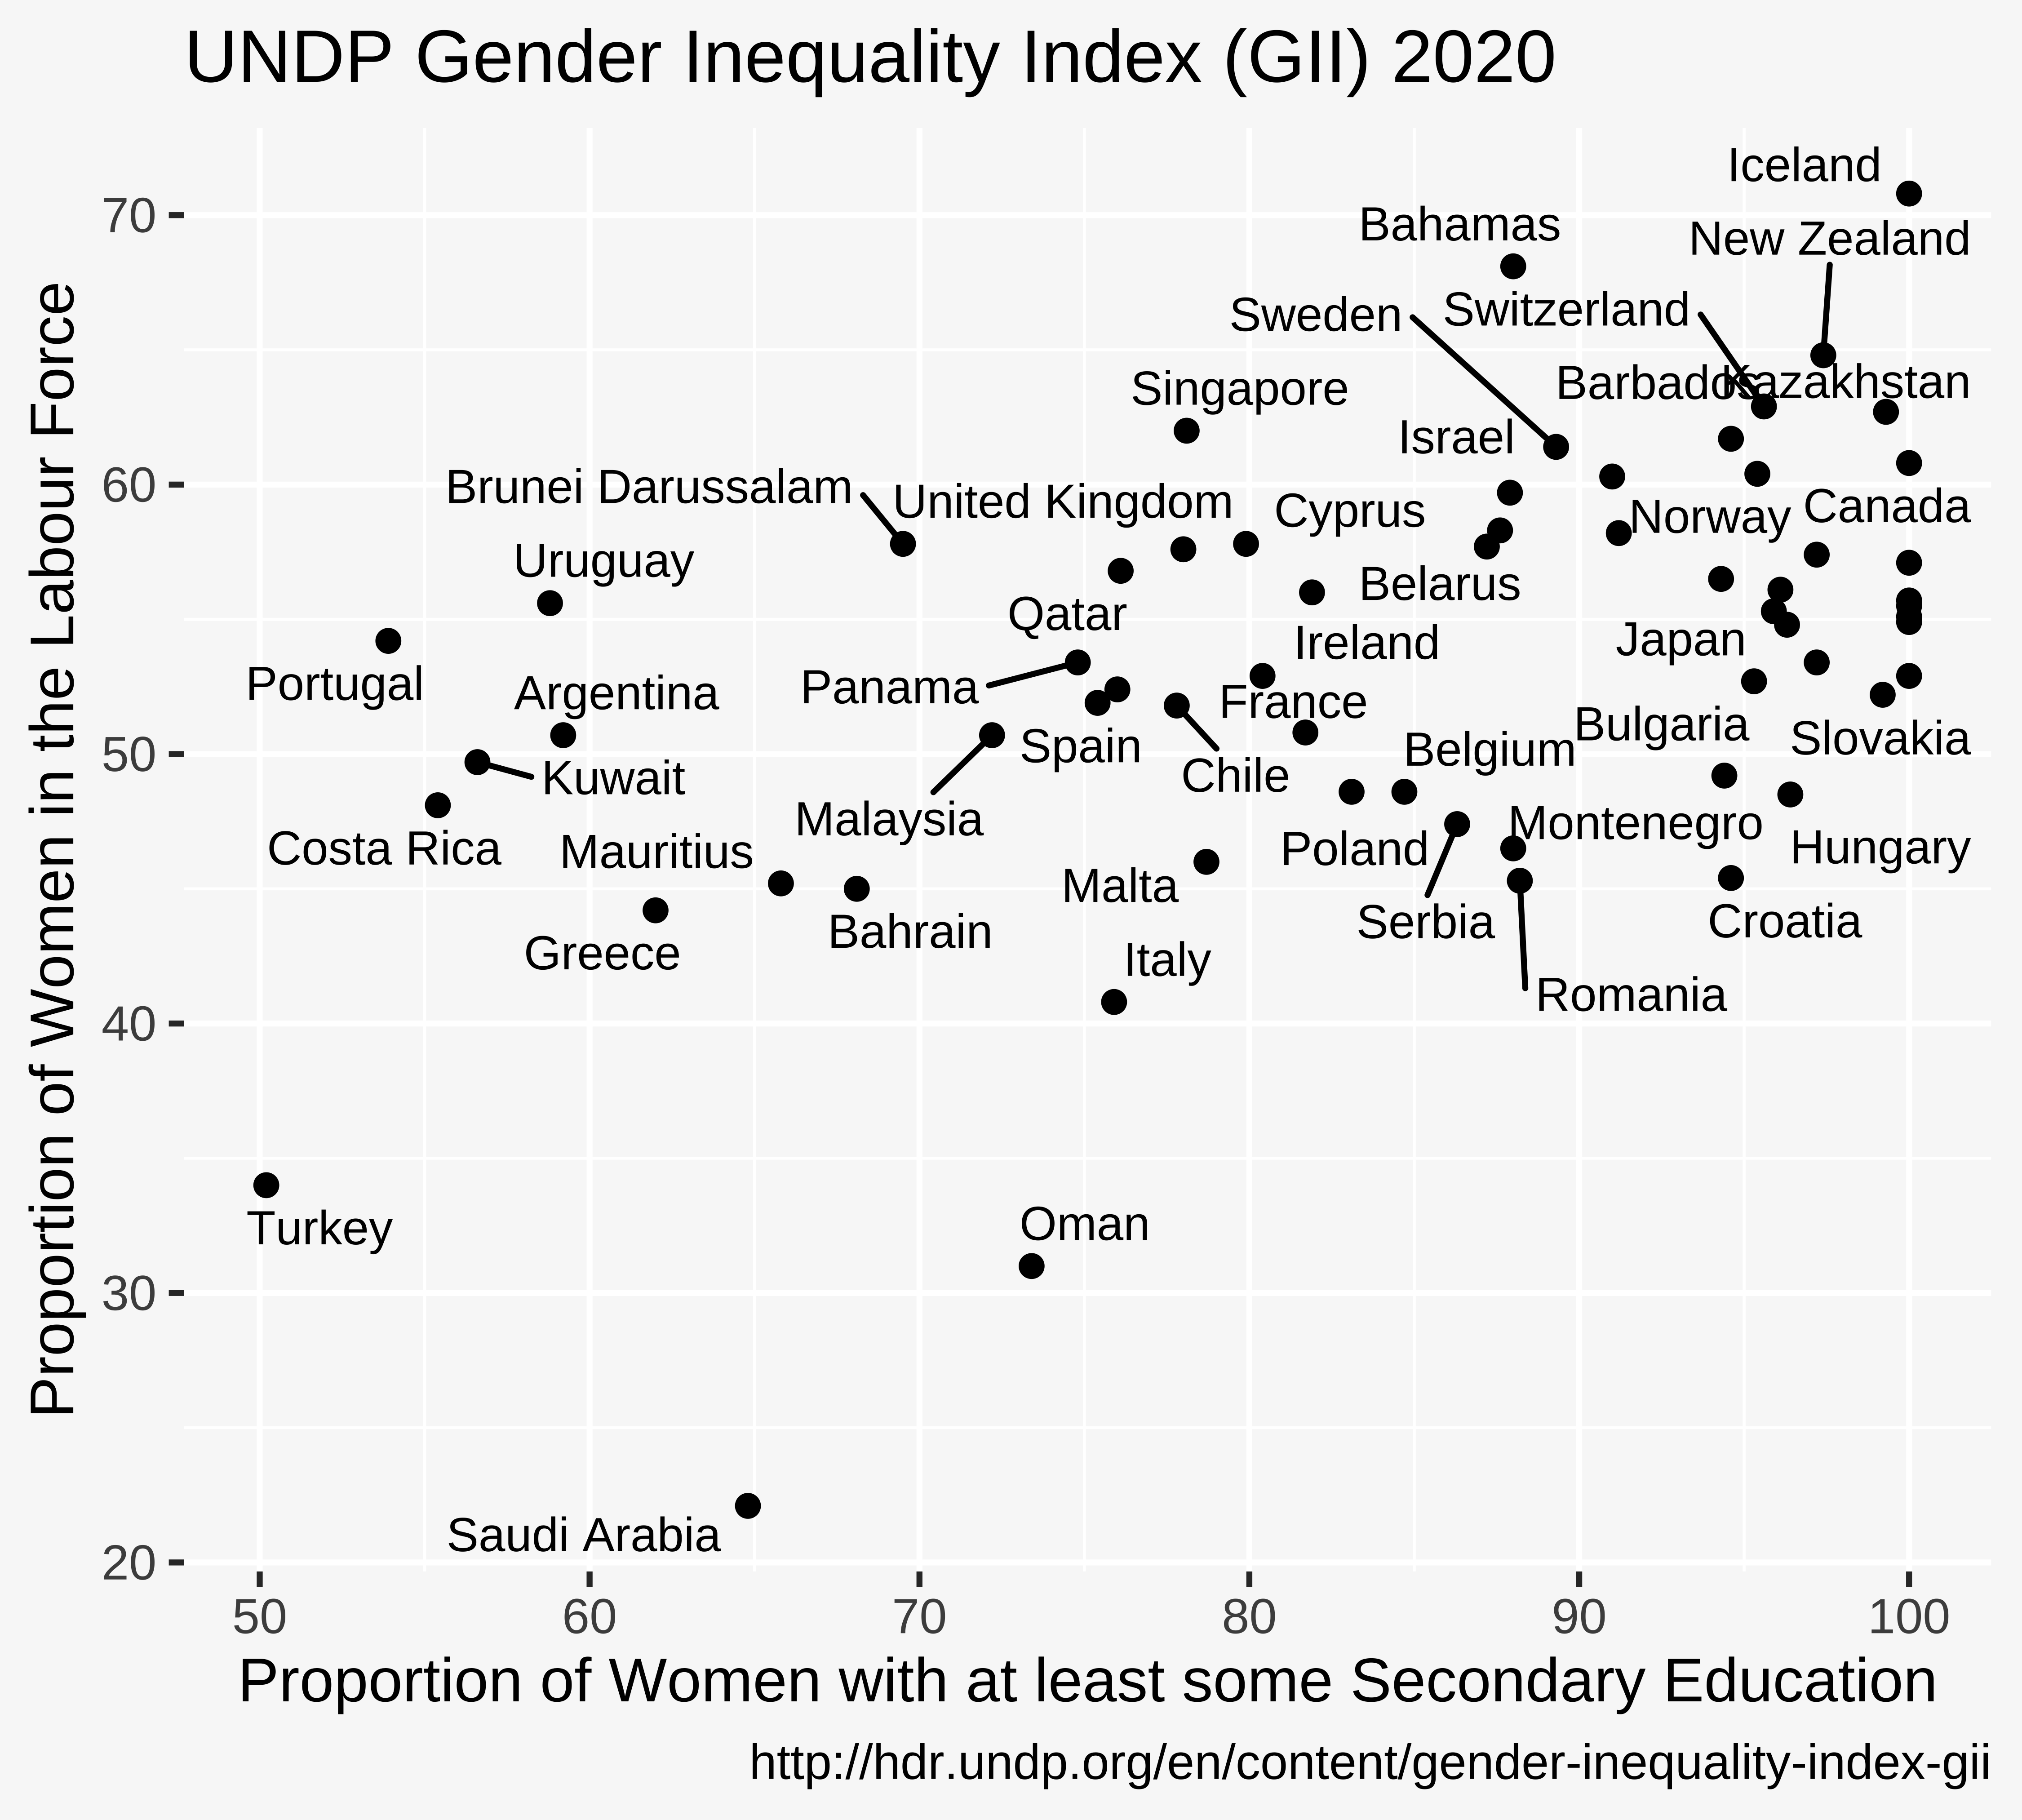 UNDP Gender Inequality Index (GII) 2020
Iceland
Bahamas
New Zealand
Sweden
Switzerland
Singapore
Barbados
Kazakhstan
Israel
Brunei Darussalam
United Kingdom
Cyprus
Norway
Canada
Uruguay
Belarus
Qatar
Ireland
Japan
Portugal
Argentina
Panama
France
Spain
Bulgaria
Slovakia
Belgium
Kuwait
Chile
Malaysia
Montenegro
Costa Rica
Mauritius
Poland
Hungary
Malta
Serbia
Croatia
Greece
Bahrain
Italy
Romania
Turkey
Oman
Saudi Arabia
70
60
50
40
30
20
Proportion of Women in the Labour Force
50 60 70 80 90 100
Proportion of Women with at least some Secondary Education
http://hdr.undp.org/en/content/gender-inequality-index-gii